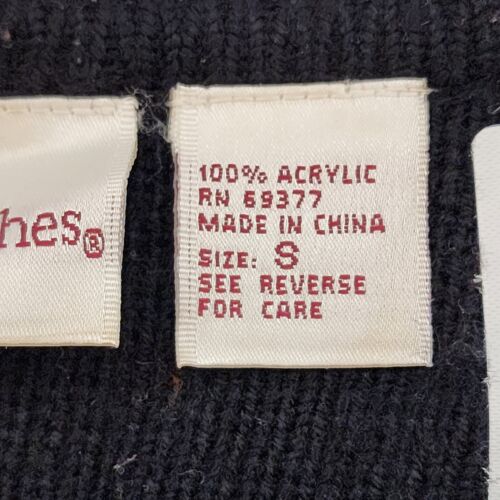 hes®
100% ACRYLIC
RN 69377
MADE IN CHINA
SIZE: S
SEE REVERSE
FOR CARE